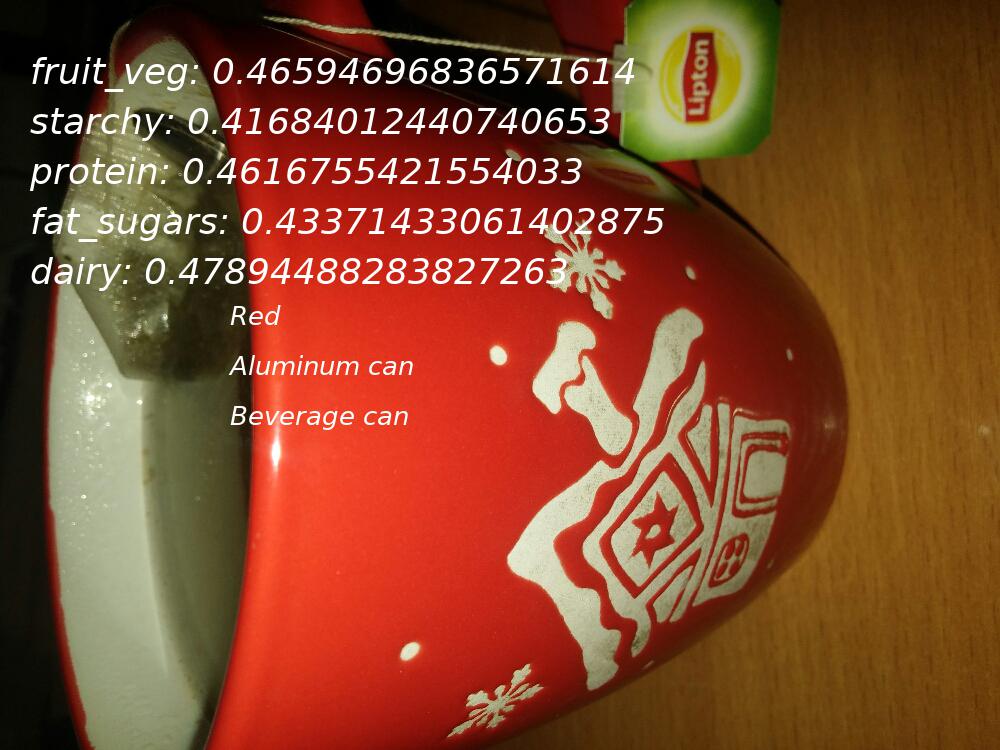 fruit_veg: 0.46594696836571614
starchy: 0.41684012440740653
protein: 0.4616755421554033
fat_sugars: 0.43371433061402875
dairy: 0.47894488283827263
Red
Aluminum can
Beverage can
Lipton